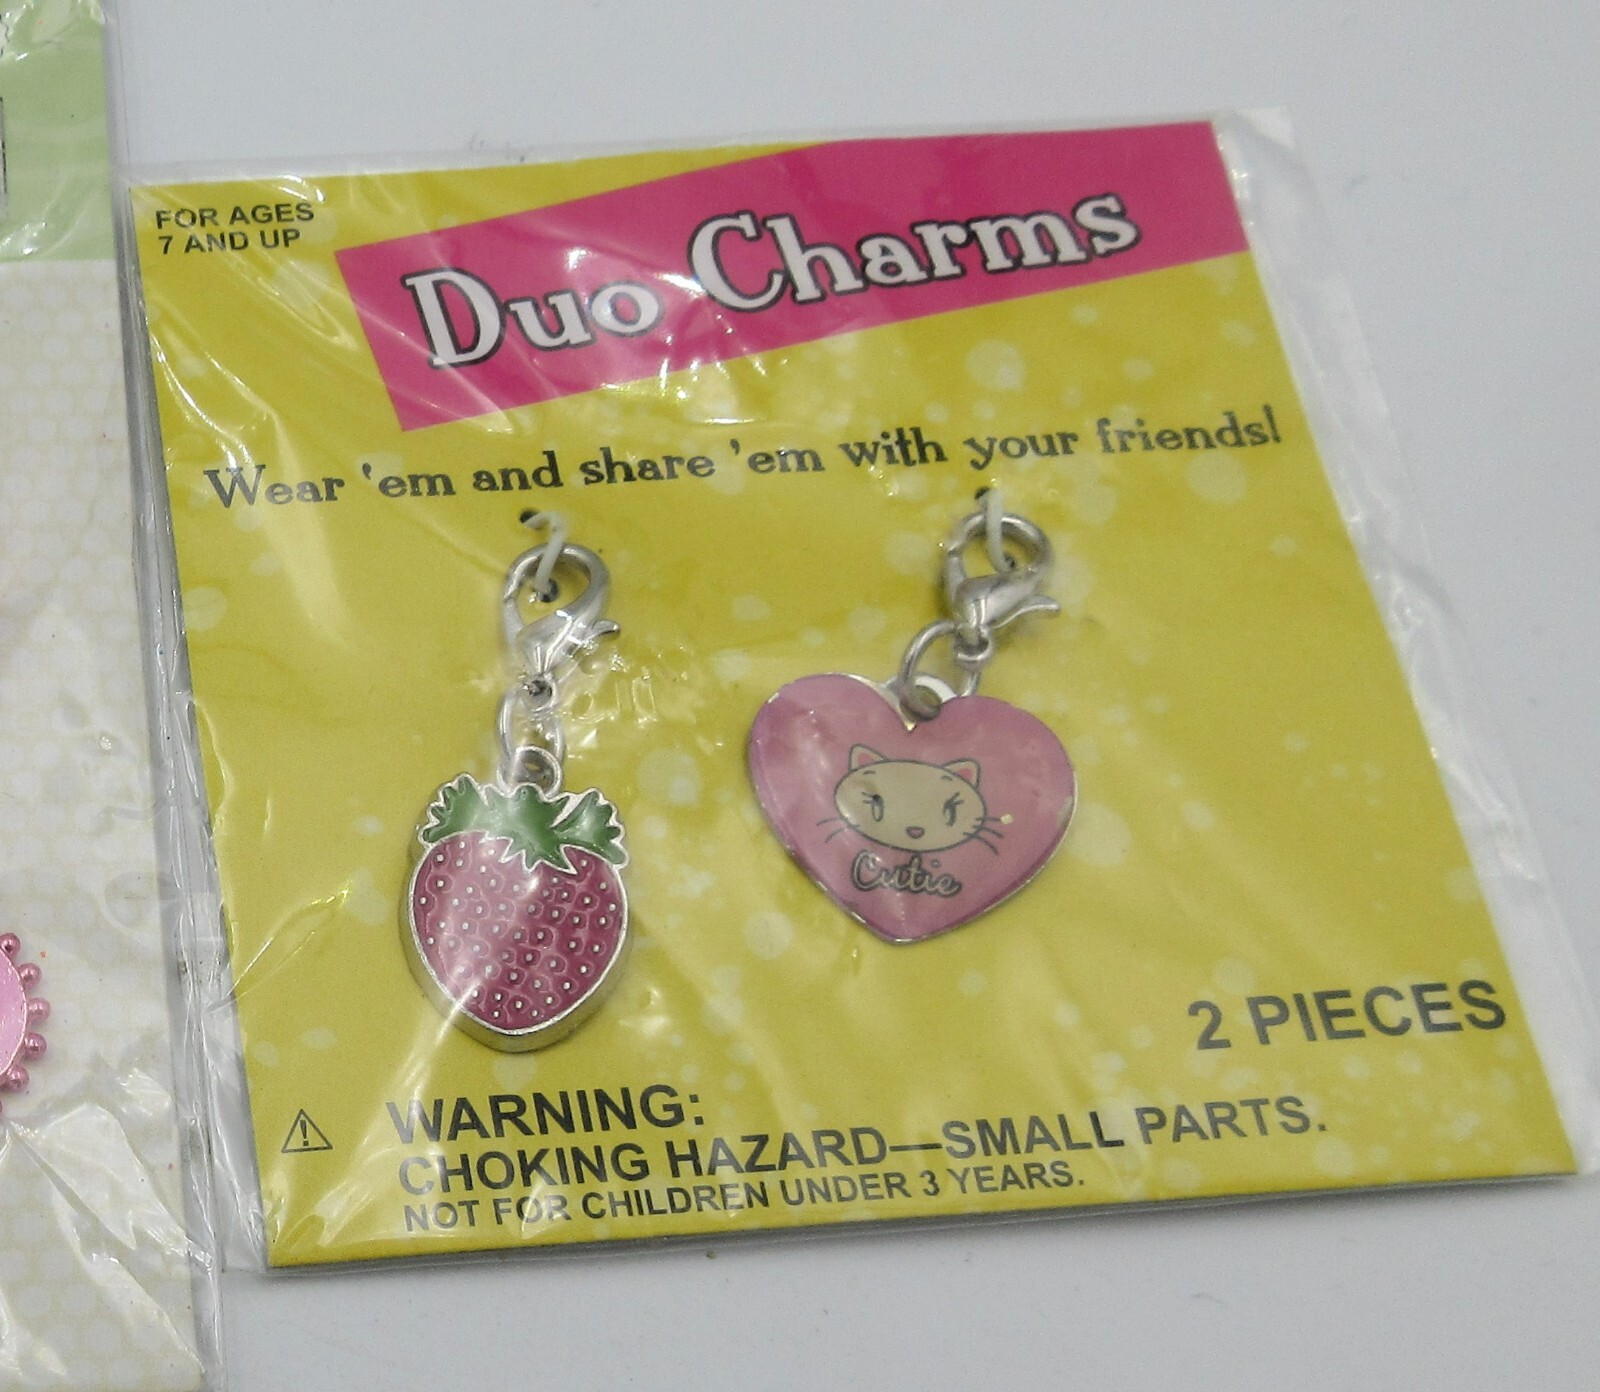 FOR AGES
7 AND UP
Duo Charms
Wear 'em and share 'em with your friends!
Cutie
2 PIECES
WARNING:
CHOKING HAZARD—SMALL PARTS.
NOT FOR CHILDREN UNDER 3 YEARS.